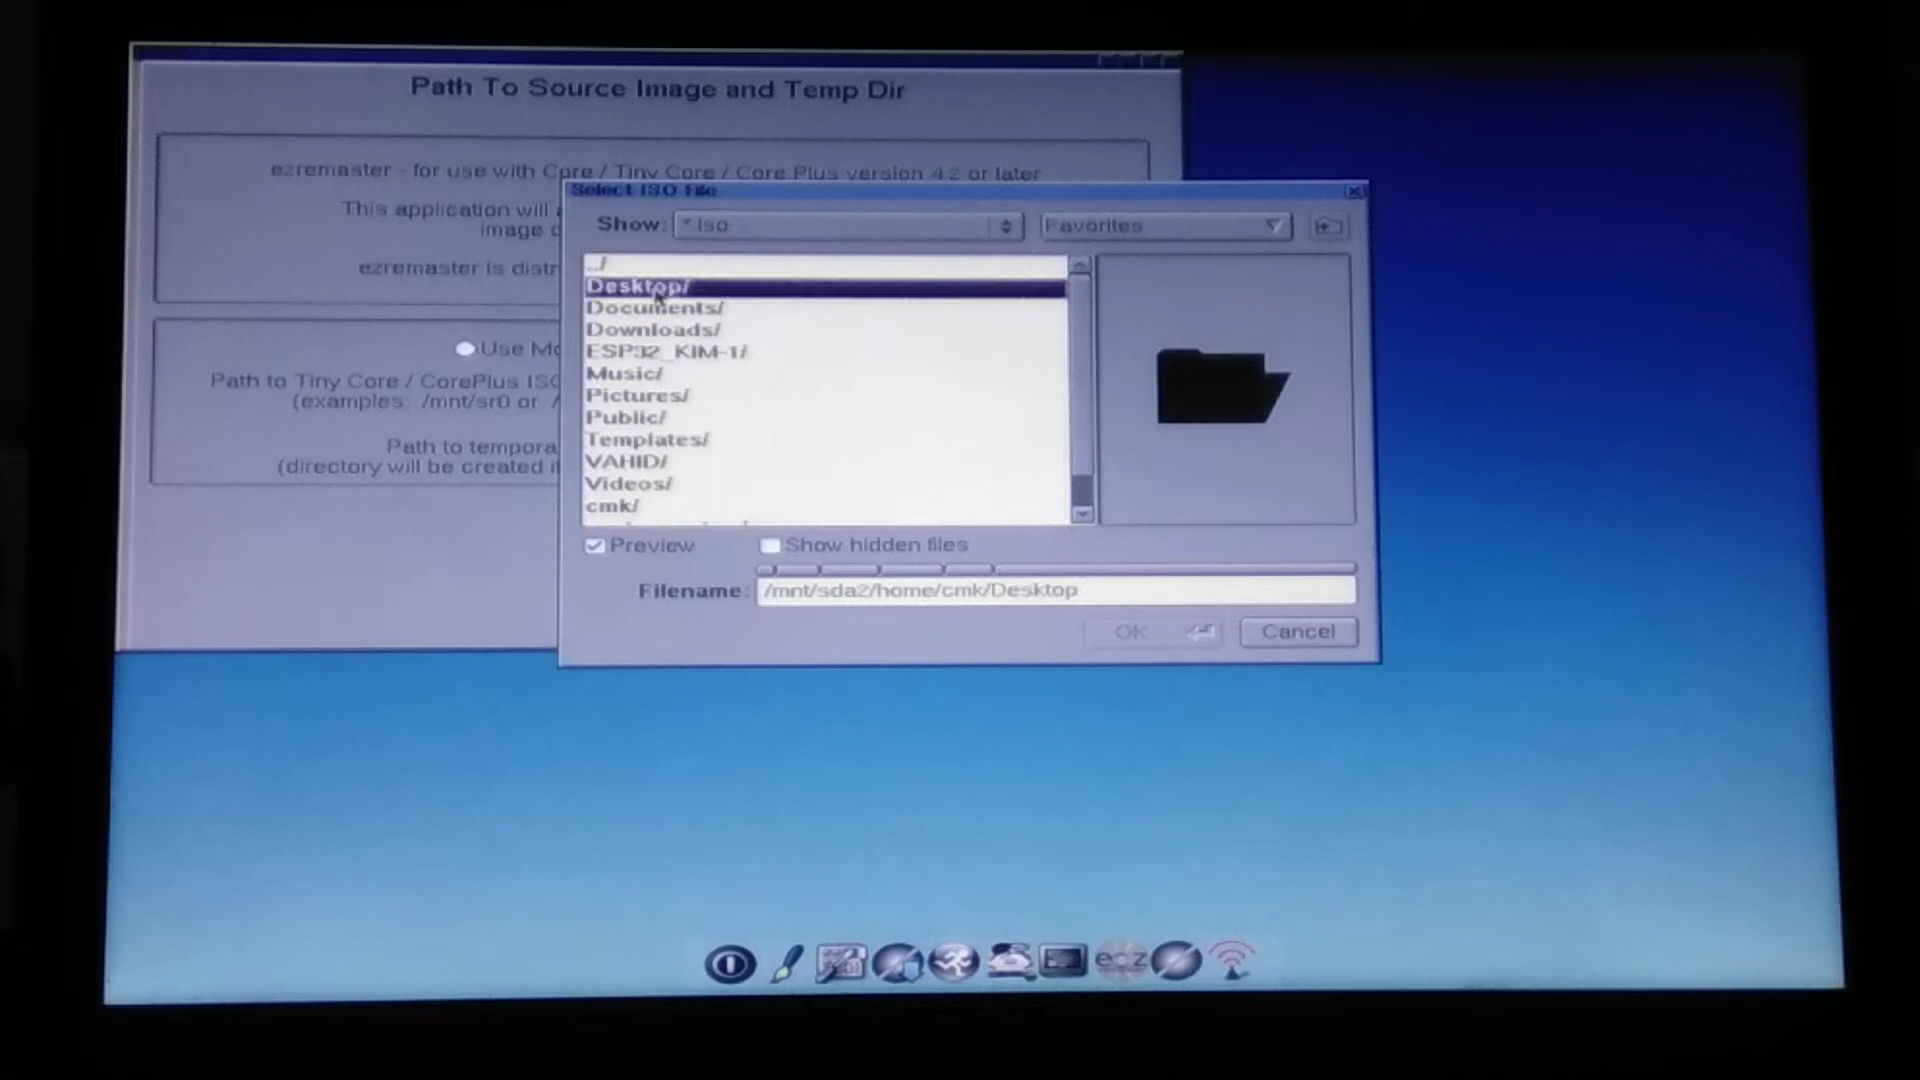 Path To Source Image and Temp Dir
ezremaster - for use with Core / Tiny Core / Core Plus version 4.2 or later
This application will
image
ezremaster is distr
Use Mo
Path to Tiny Core / CorePlus ISO
(examples: /mnt/sr0 or /
Path to tempora
(directory will be created i
Select ISO File
Show: *.iso
Favorites
../
Desktop/
Documents/
Downloads/
ESP32_KIM-1/
Music/
Pictures/
Public/
Templates/
VAHID/
Videos/
cmk/
Preview
Show hidden files
Filename: /mnt/sda2/home/cmk/Desktop
OK
Cancel